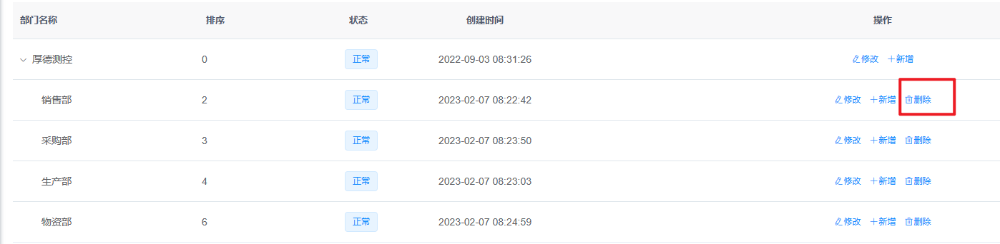 部门名称 排序 状态 创建时间 操作
厚德测控 0 正常 2022-09-03 08:31:26 修改 新增
销售部 2 正常 2023-02-07 08:22:42 修改 新增 删除
采购部 3 正常 2023-02-07 08:23:50 修改 新增 删除
生产部 4 正常 2023-02-07 08:23:03 修改 新增 删除
物资部 6 正常 2023-02-07 08:24:59 修改 新增 删除